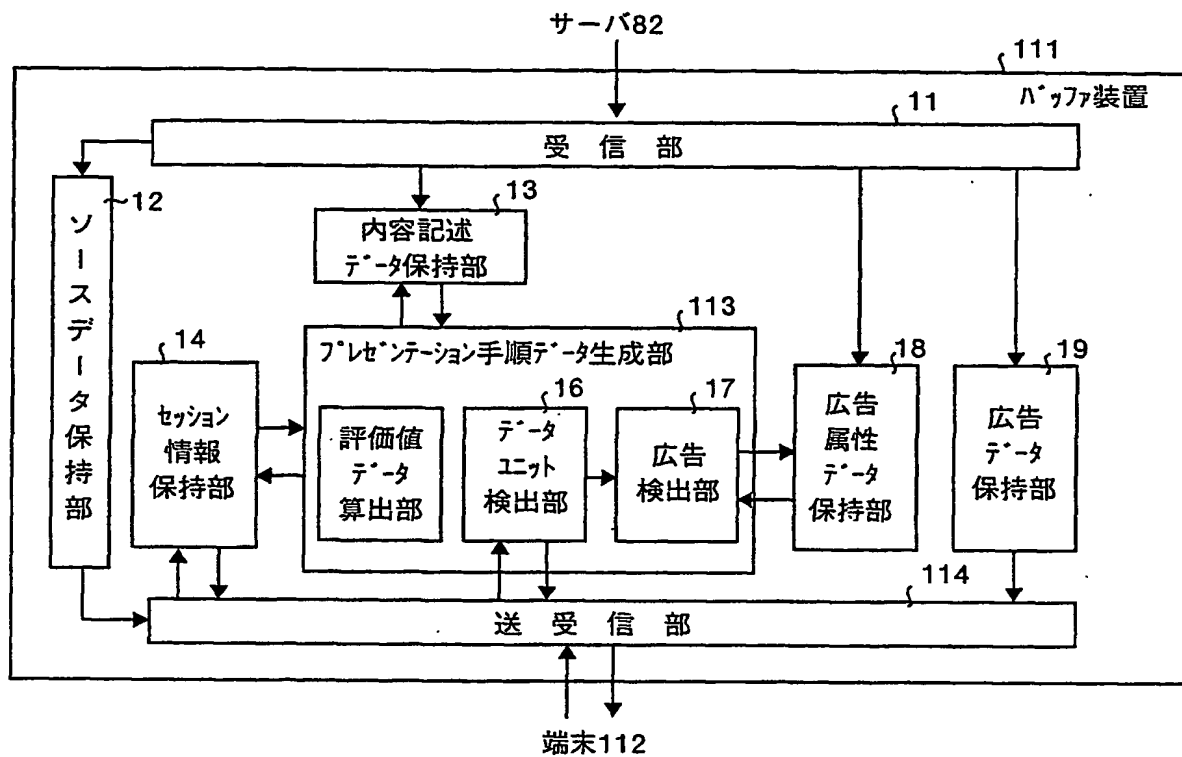 サーバ82
111
バッファ装置
11
受信部
12
ソースデータ保持部
13
内容記述
データ保持部
113
プレゼンテーション手順データ生成部
14
セッション
情報
保持部
評価値
データ
算出部
16
データ
ユニット
検出部
17
広告
検出部
18
広告
属性
データ
保持部
19
広告
データ
保持部
114
送受信部
端末112